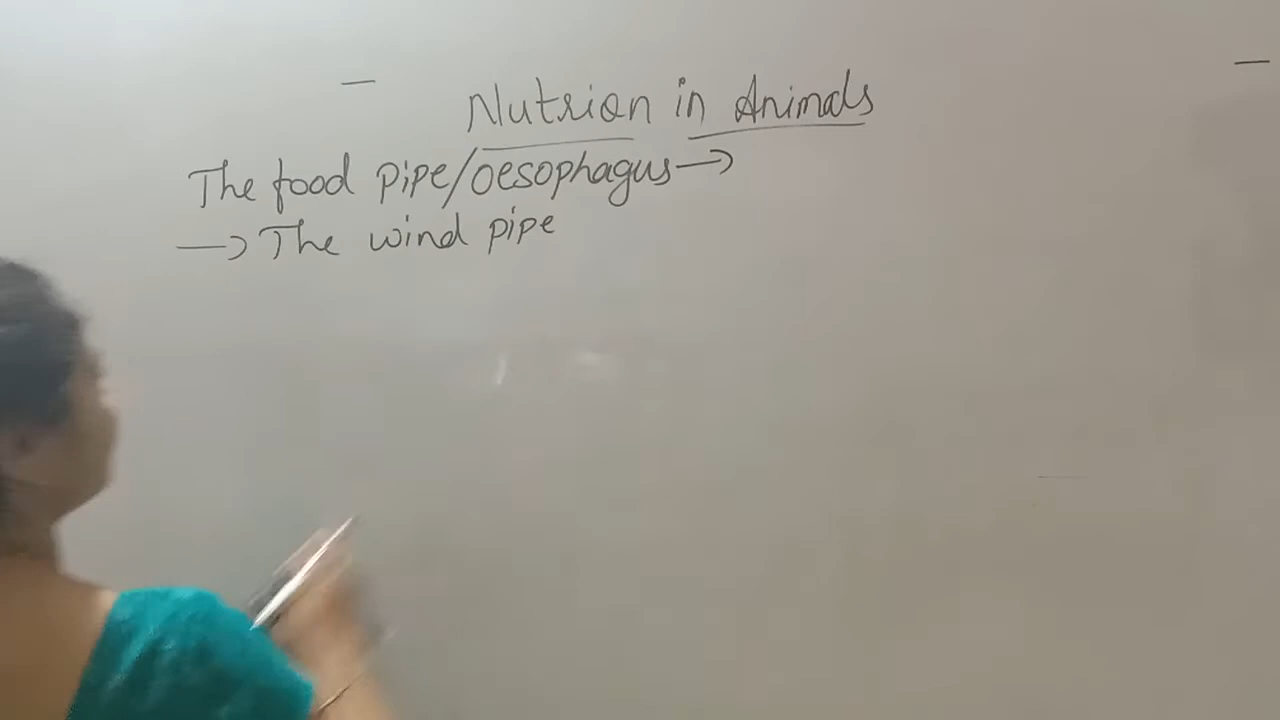 Nutrion in Animals
The food pipe/oesophagus →
→ The wind pipe